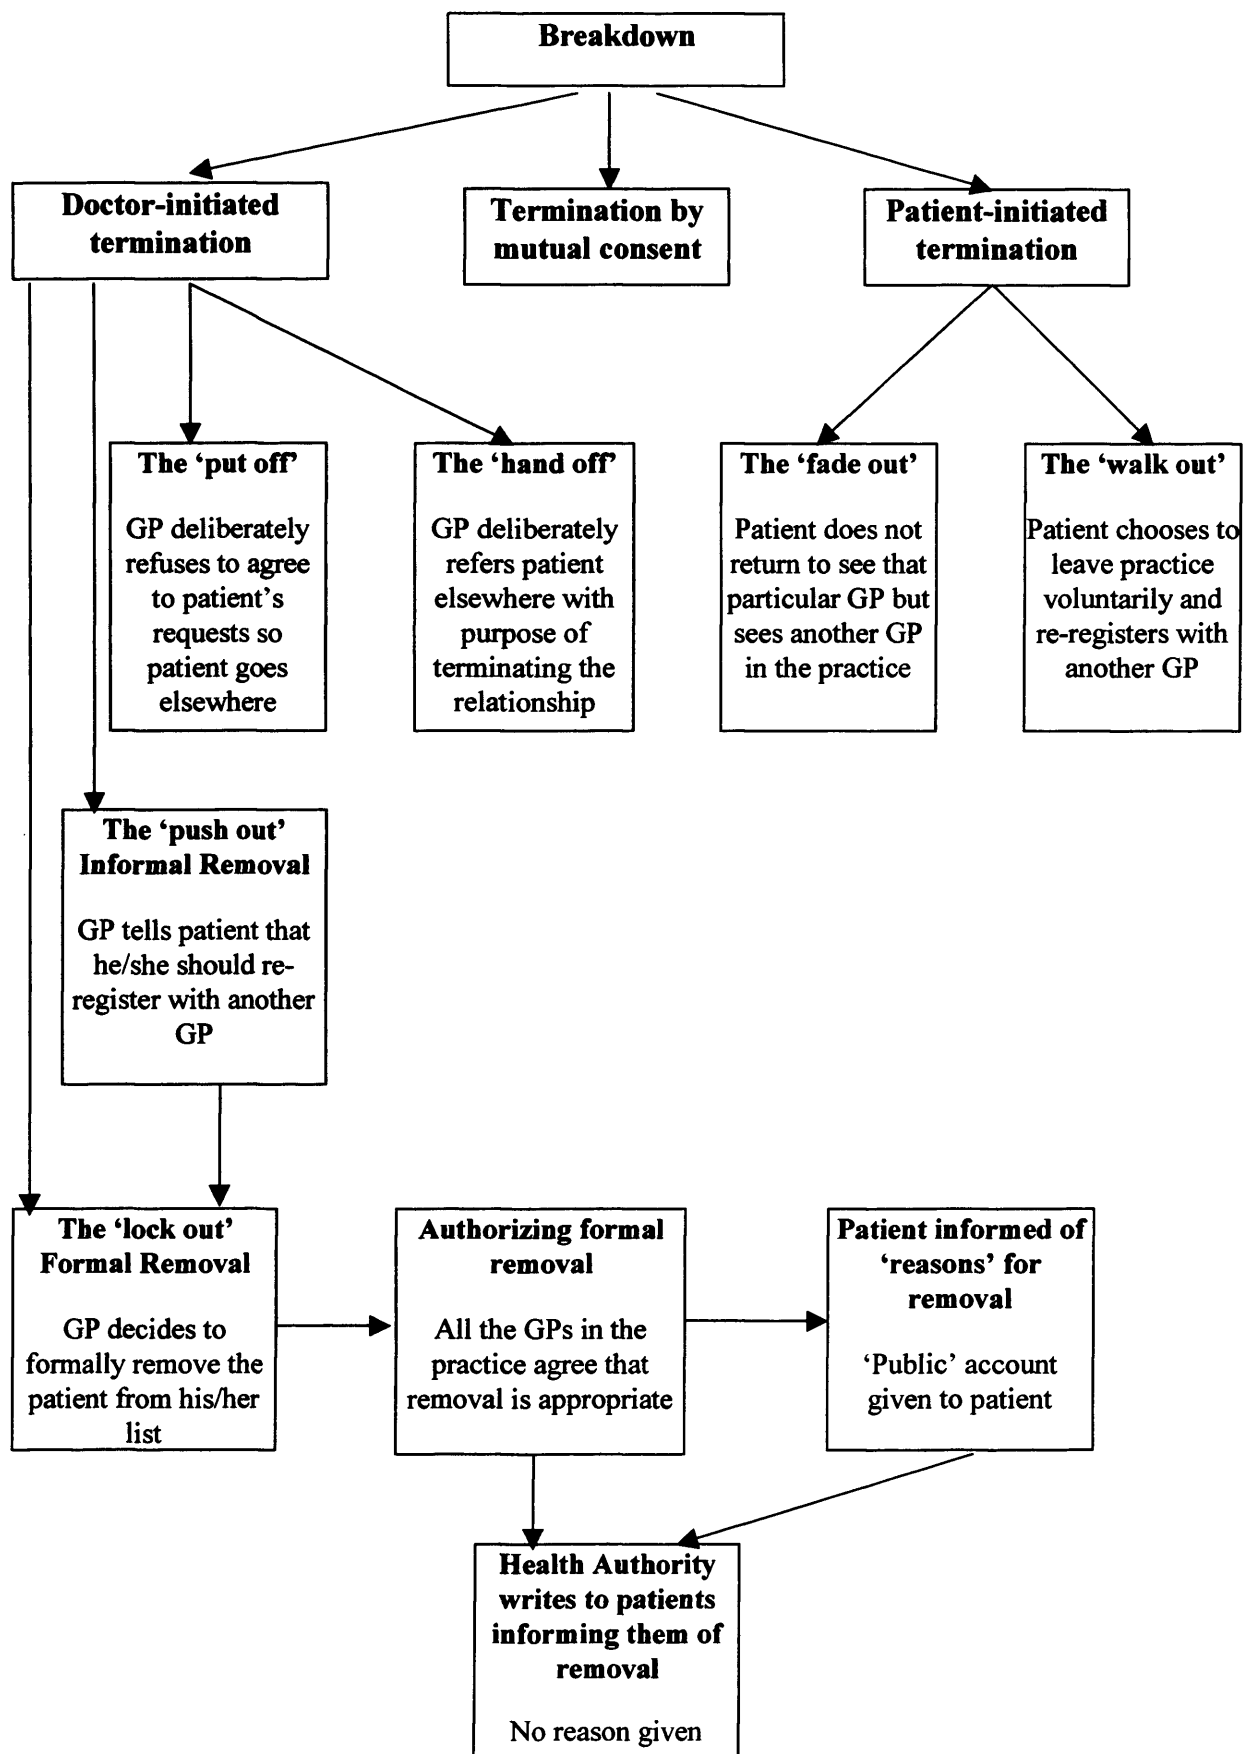 Breakdown
Doctor-initiated
termination
Termination by
mutual consent
Patient-initiated
termination
The ‘put off’
GP deliberately
refuses to agree
to patient’s
requests so
patient goes
elsewhere
The ‘hand off’
GP deliberately
refers patient
elsewhere with
purpose of
terminating the
relationship
The ‘fade out’
Patient does not
return to see that
particular GP but
sees another GP
in the practice
The ‘walk out’
Patient chooses to
leave practice
voluntarily and
re-registers with
another GP
The ‘push out’
Informal Removal
GP tells patient that
he/she should re-
register with another
GP
The ‘lock out’
Formal Removal
GP decides to
formally remove the
patient from his/her
list
Authorizing formal
removal
All the GPs in the
practice agree that
removal is appropriate
Patient informed of
‘reasons’ for
removal
‘Public’ account
given to patient
Health Authority
writes to patients
informing them of
removal
No reason given